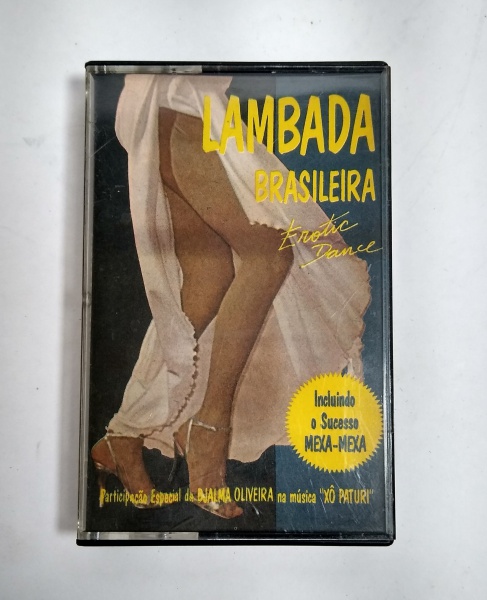 LAMBADA
BRASILEIRA
Erotic
Dance
Incluindo
o Sucesso
MEXA-MEXA
Participação Especial de DJALMA OLIVEIRA na música "XÔ PATURI"